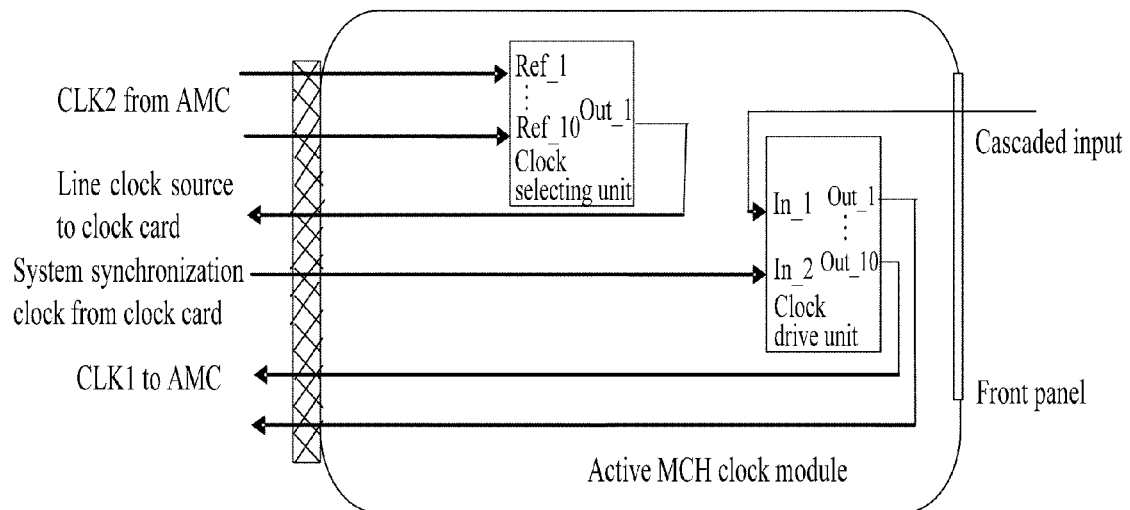 CLK2 from AMC
Line clock source
to clock card
System synchronization
clock from clock card
CLK1 to AMC
Ref_1
Ref_10
Out_1
Clock
selecting unit
In_1
Out_1
In_2
Out_10
Clock
drive unit
Cascaded input
Front panel
Active MCH clock module